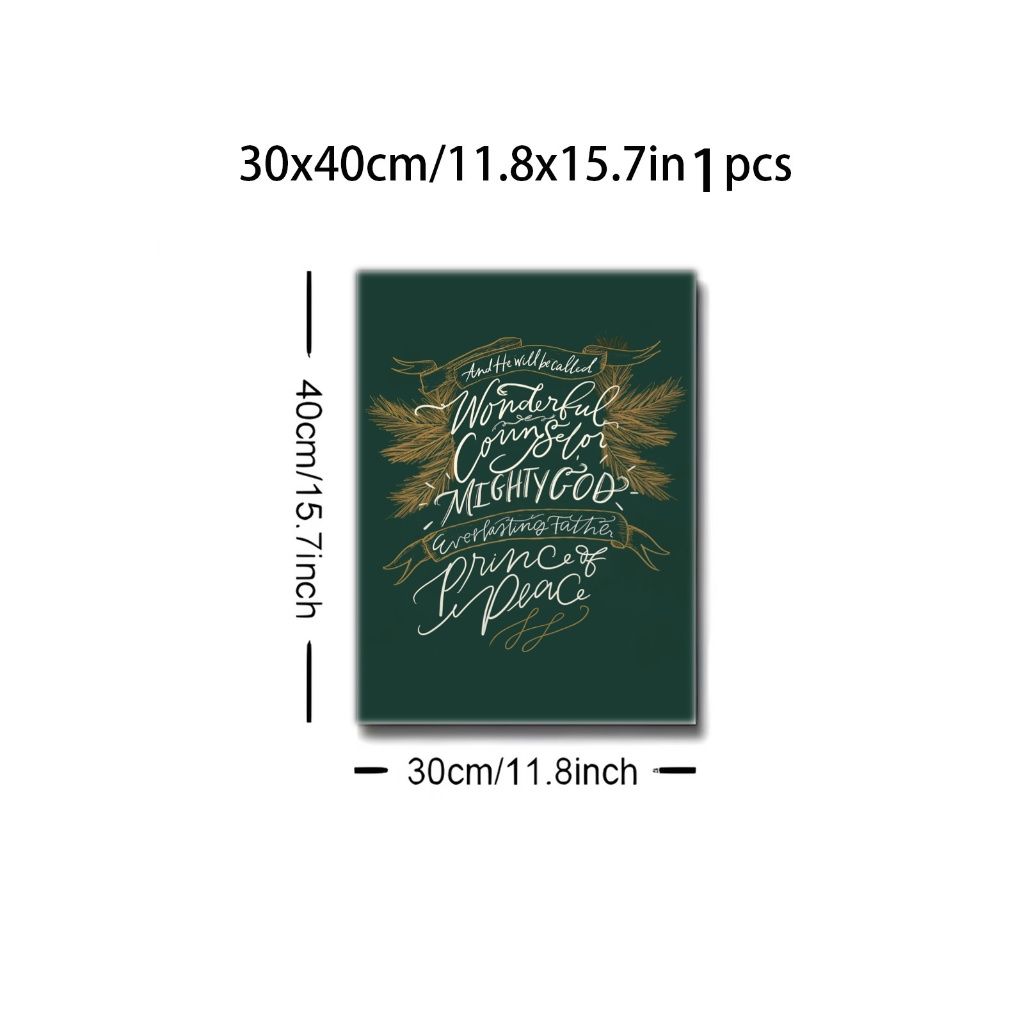 30x40cm/11.8x15.7in 1 pcs
40cm/15.7inch
And He will be called
Wonderful
Counselor
MIGHTY GOD
Everlasting Father
Prince of
Peace
30cm/11.8inch